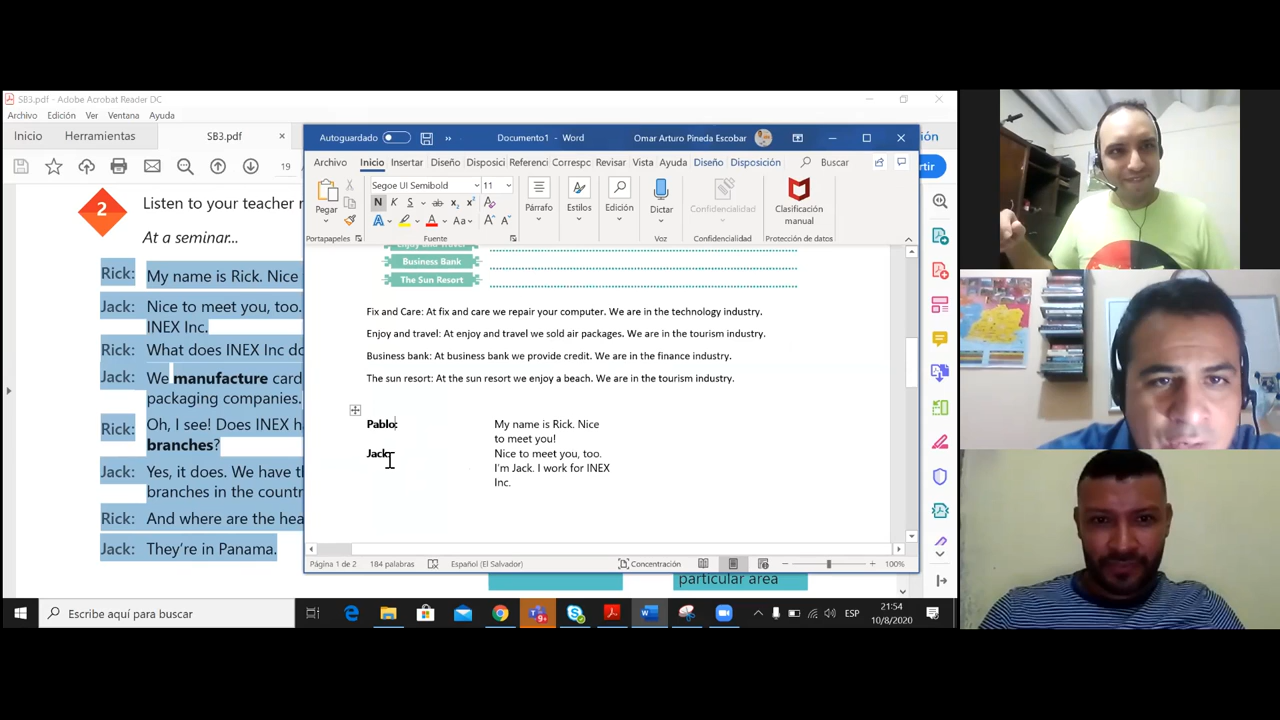 SB3.pdf - Adobe Acrobat Reader DC
Archivo Edición Ver Ventana Ayuda
Inicio Herramientas SB3.pdf
19
2
Listen to your teacher
At a seminar...
Rick: My name is Rick. Nice
Jack: Nice to meet you, too.
INEX Inc.
Rick: What does INEX Inc do
Jack: We manufacture card
packaging companies.
Rick: Oh, I see! Does INEX h
branches?
Jack: Yes, it does. We have th
branches in the countr
Rick: And where are the hea
Jack: They're in Panama.
particular area
Autoguardado Documento1 - Word Omar Arturo Pineda Escobar
Archivo Inicio Insertar Diseño Disposici Referenci Corresp Revisar Vista Ayuda Diseño Disposición Buscar
Segoe UI Semibold 11
Pegar N K S ab x₂ x² Párrafo Estilos Edición Dictar Confidencialidad Clasificación manual
Portapapeles Fuente Voz Confidencialidad Protección de datos
Enjoy and Travel
Business Bank
The Sun Resort
Fix and Care: At fix and care we repair your computer. We are in the technology industry.
Enjoy and travel: At enjoy and travel we sold air packages. We are in the tourism industry.
Business bank: At business bank we provide credit. We are in the finance industry.
The sun resort: At the sun resort we enjoy a beach. We are in the tourism industry.
Pablo: My name is Rick. Nice
to meet you!
Jack: Nice to meet you, too.
I'm Jack. I work for INEX
Inc.
Página 1 de 2 184 palabras Español (El Salvador) Concentración 100%
Escribe aquí para buscar
9+
ESP
21:54
10/8/2020